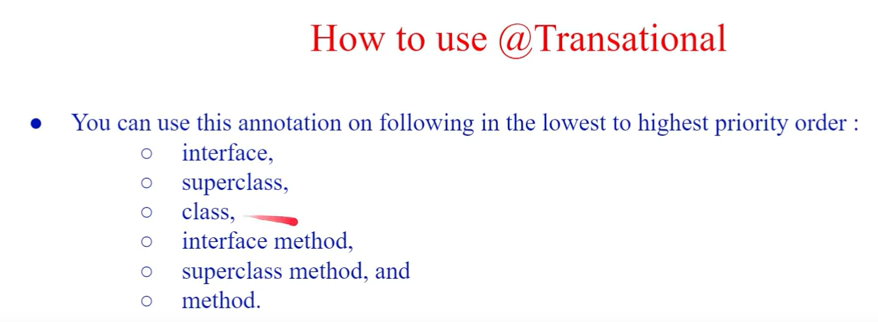 How to use @Transational
● You can use this annotation on following in the lowest to highest priority order :
○ interface,
○ superclass,
○ class,
○ interface method,
○ superclass method, and
○ method.